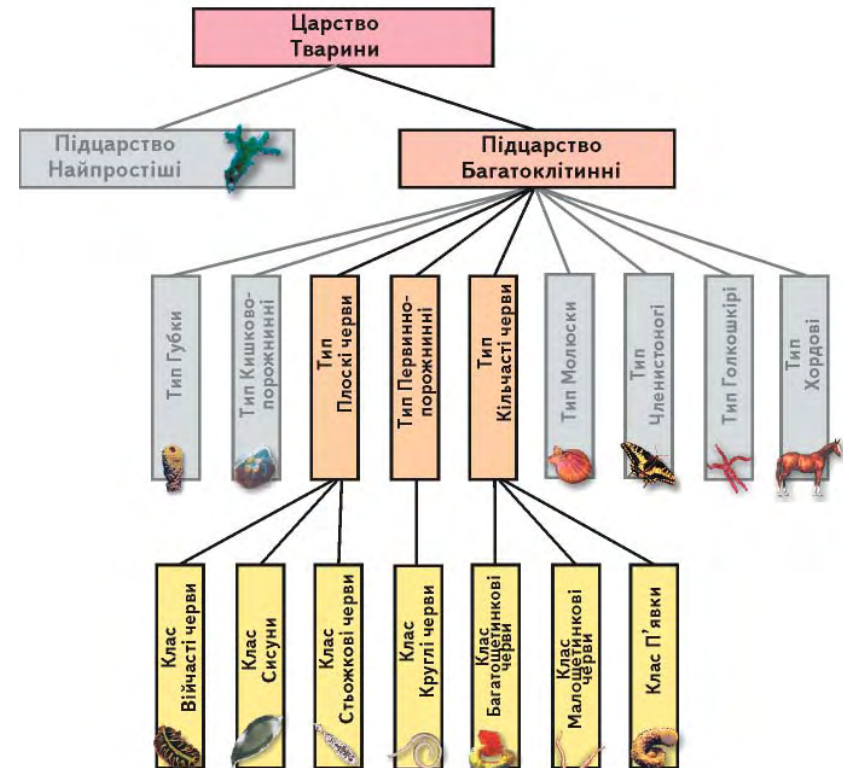 Царство
Тварини
Підцарство
Найпростіші
Підцарство
Багатоклітинні
Тип Губки
Тип Кишково-
порожнинні
Тип
Плоскі черви
Тип Первинно-
порожнинні
Тип
Кільчасті черви
Тип Молюски
Тип
Членистоногі
Тип Голкошкірі
Тип
Хордові
Клас
Війчасті черви
Клас
Сисуни
Клас
Стьожкові черви
Клас
Круглі черви
Клас
Багатощетинкові
черви
Клас
Малощетинкові
черви
Клас П'явки